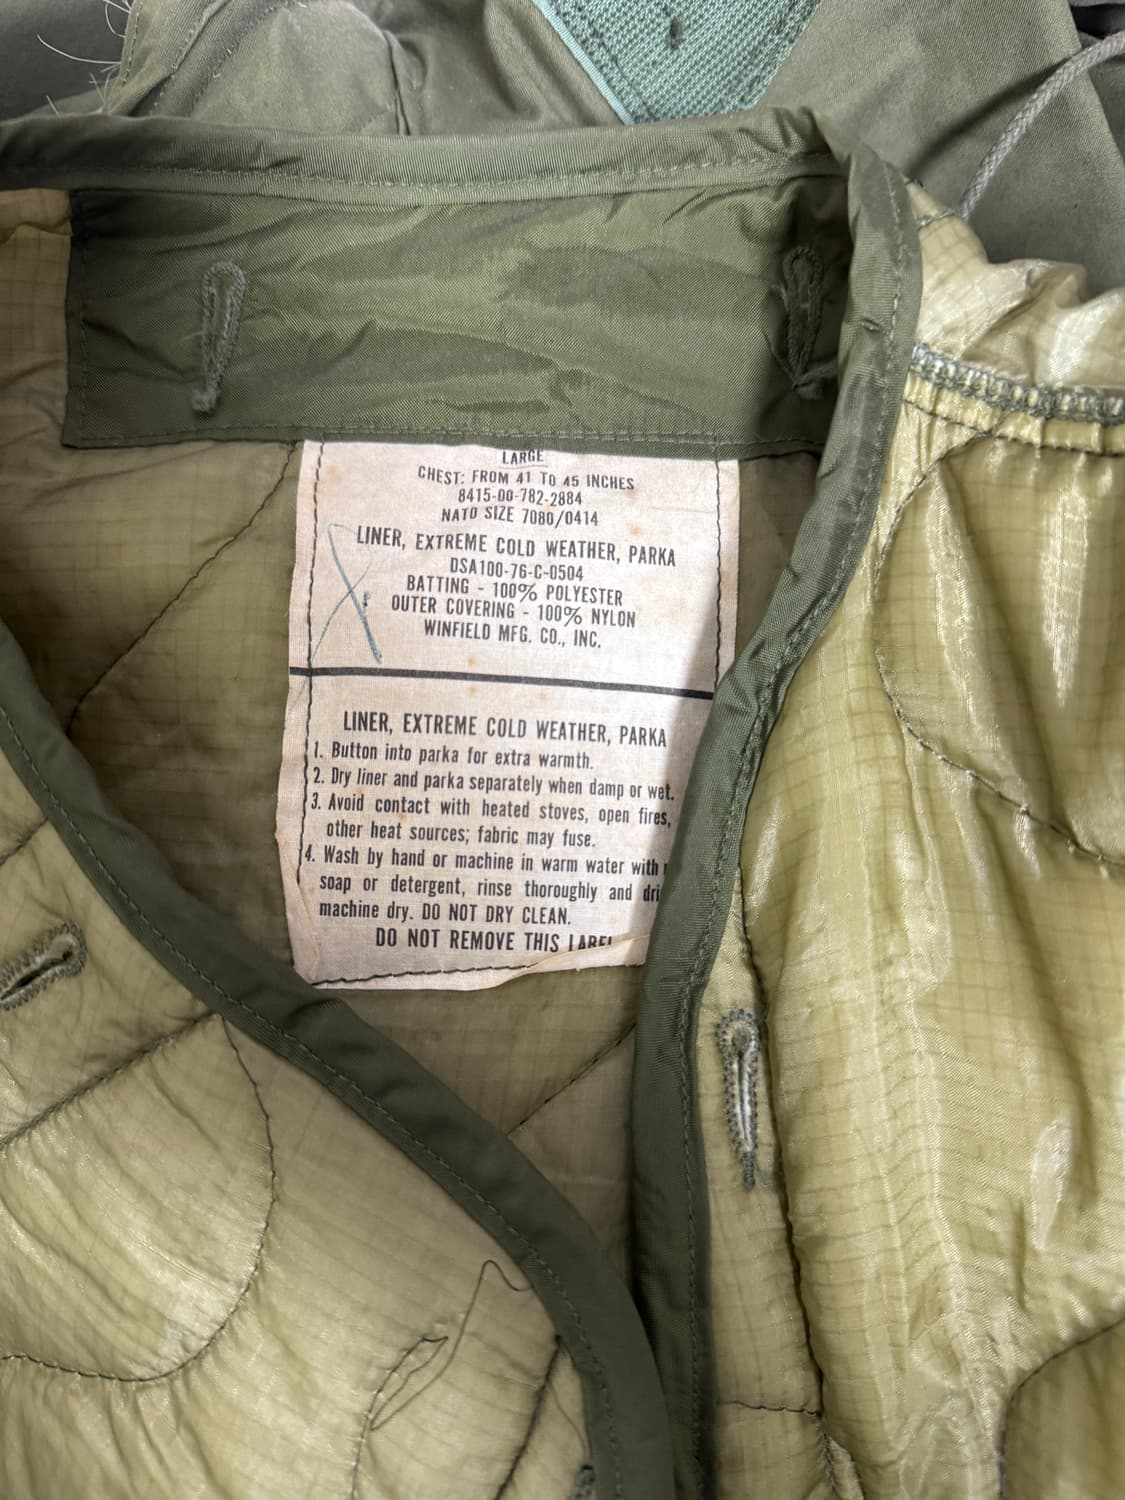 LARGE
CHEST: FROM 41 TO 45 INCHES
8415-00-782-2884
NATO SIZE 7080/0414
LINER, EXTREME COLD WEATHER, PARKA
DSA100-76-C-0504
BATTING - 100% POLYESTER
OUTER COVERING - 100% NYLON
WINFIELD MFG. CO., INC.
LINER, EXTREME COLD WEATHER, PARKA
1. Button into parka for extra warmth.
2. Dry liner and parka separately when damp or wet.
3. Avoid contact with heated stoves, open fires,
other heat sources; fabric may fuse.
4. Wash by hand or machine in warm water with
soap or detergent, rinse thoroughly and
machine dry. DO NOT DRY CLEAN.
DO NOT REMOVE THIS LABEL